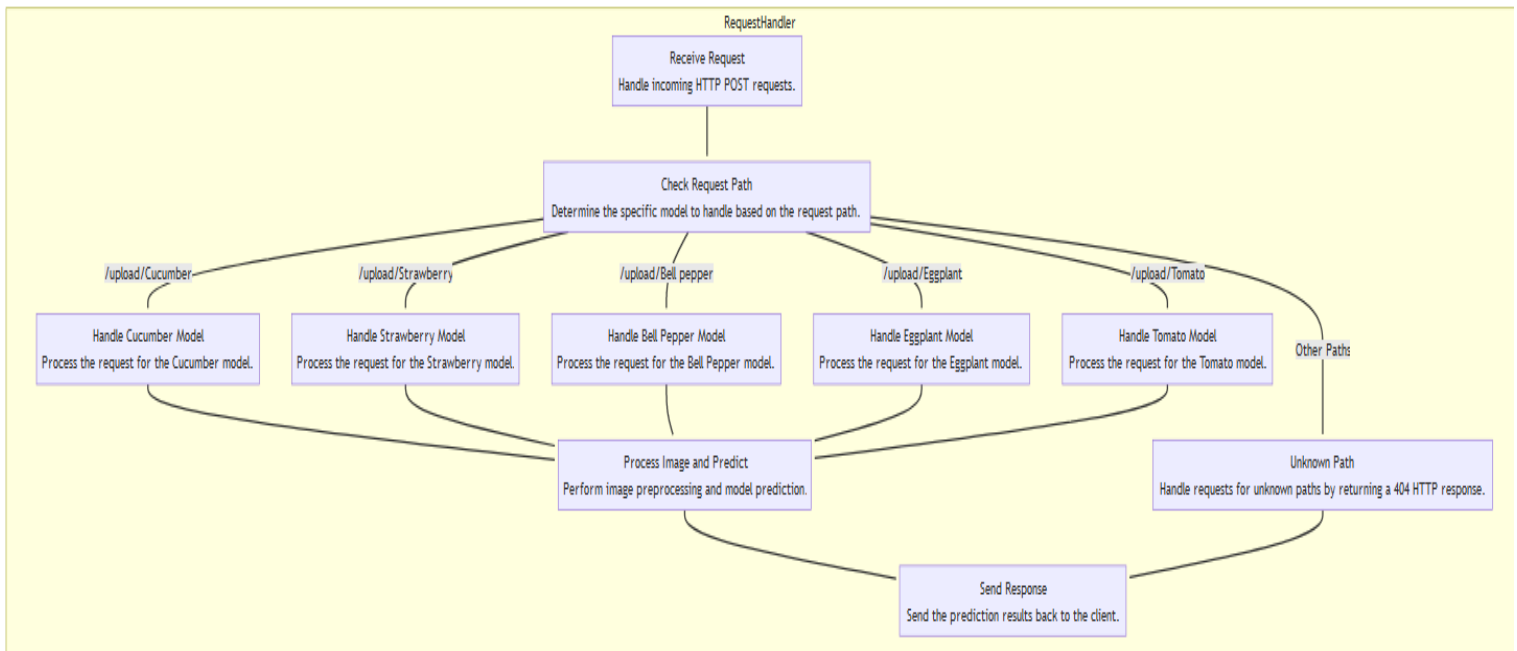 RequestHandler
Receive Request
Handle incoming HTTP POST requests.
Check Request Path
Determine the specific model to handle based on the request path.
/upload/Cucumber
/upload/Strawberry
/upload/Bell pepper
/upload/Eggplant
/upload/Tomato
Other Paths
Handle Cucumber Model
Process the request for the Cucumber model.
Handle Strawberry Model
Process the request for the Strawberry model.
Handle Bell Pepper Model
Process the request for the Bell Pepper model.
Handle Eggplant Model
Process the request for the Eggplant model.
Handle Tomato Model
Process the request for the Tomato model.
Process Image and Predict
Perform image preprocessing and model prediction.
Unknown Path
Handle requests for unknown paths by returning a 404 HTTP response.
Send Response
Send the prediction results back to the client.